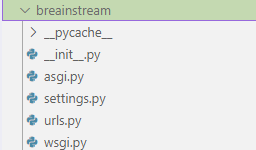 breainstream
__pycache__
__init__.py
asgi.py
settings.py
urls.py
wsgi.py